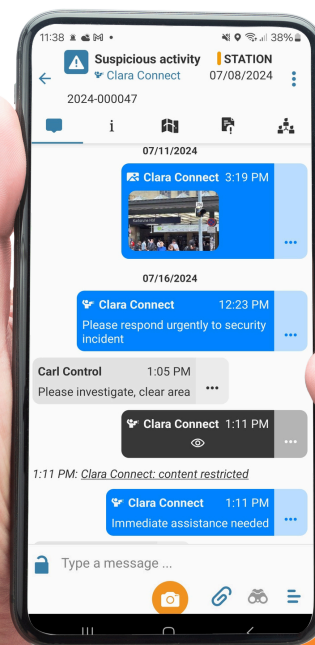 11:38
38%
Suspicious activity
STATION
Clara Connect
07/08/2024
2024-000047
i
07/11/2024
Clara Connect 3:19 PM
07/16/2024
Clara Connect 12:23 PM
Please respond urgently to security
incident
Carl Control 1:05 PM
Please investigate, clear area
Clara Connect 1:11 PM
1:11 PM: Clara Connect: content restricted
Clara Connect 1:11 PM
Immediate assistance needed
Type a message ...